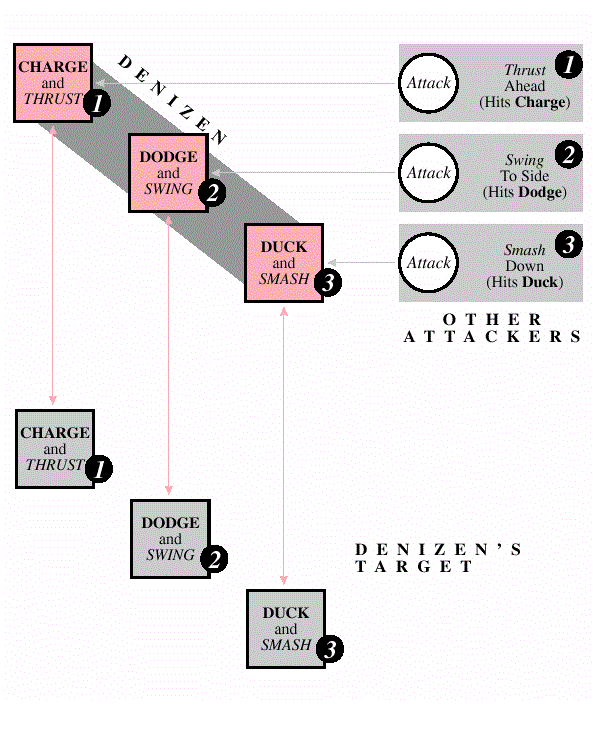 CHARGE
and
THRUST
1
DENIZEN
DODGE
and
SWING
2
DUCK
and
SMASH
3
Attack
Thrust
Ahead
(Hits Charge)
1
Attack
Swing
To Side
(Hits Dodge)
2
Attack
Smash
Down
(Hits Duck)
3
OTHER
ATTACKERS
CHARGE
and
THRUST
1
DODGE
and
SWING
2
DUCK
and
SMASH
3
DENIZEN'S
TARGET